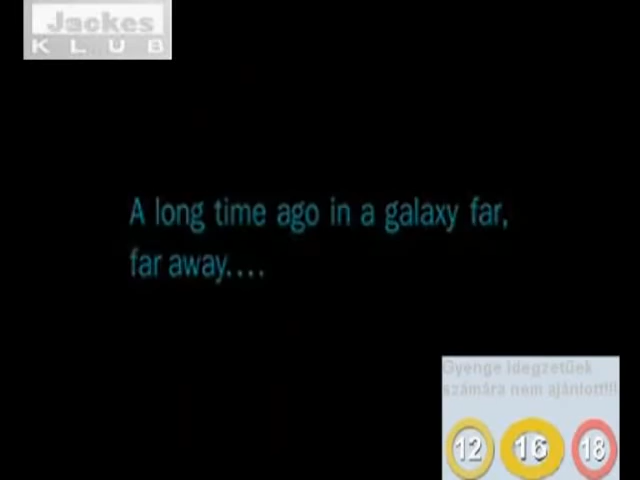 Jackes
KLUB
A long time ago in a galaxy far,
far away....
Gyenge idegzetűek
számára nem ajánlott!!!
12 16 18